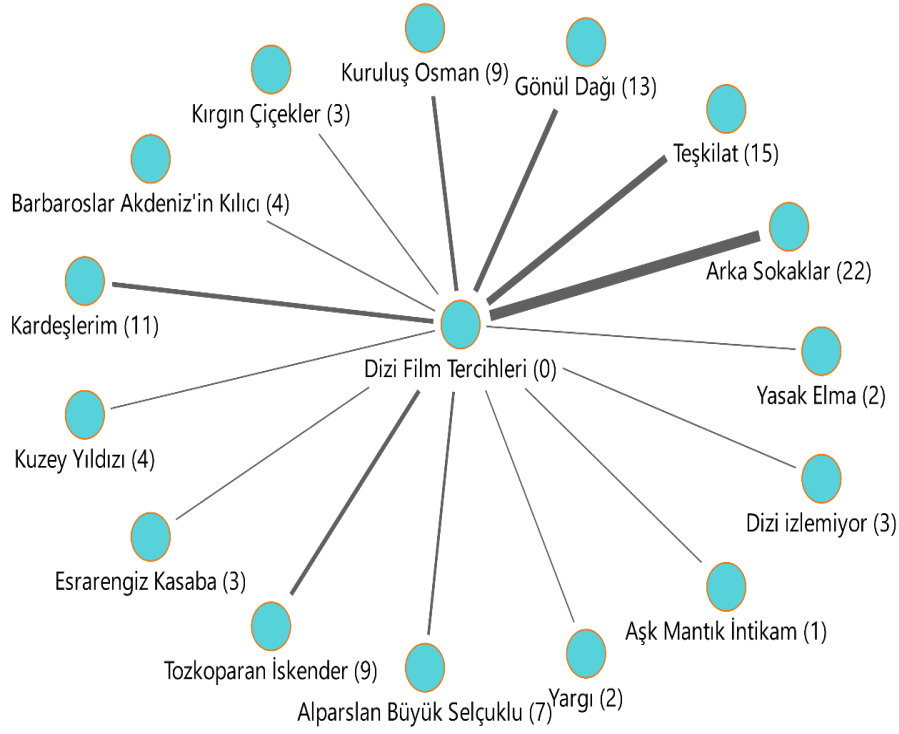 Kuruluş Osman (9)
Gönül Dağı (13)
Kırgın Çiçekler (3)
Teşkilat (15)
Barbaroslar Akdeniz'in Kılıcı (4)
Arka Sokaklar (22)
Kardeşlerim (11)
Dizi Film Tercihleri (0)
Yasak Elma (2)
Kuzey Yıldızı (4)
Dizi izlemiyor (3)
Esrarengiz Kasaba (3)
Aşk Mantık İntikam (1)
Tozkoparan İskender (9)
Yargı (2)
Alparslan Büyük Selçuklu (7)